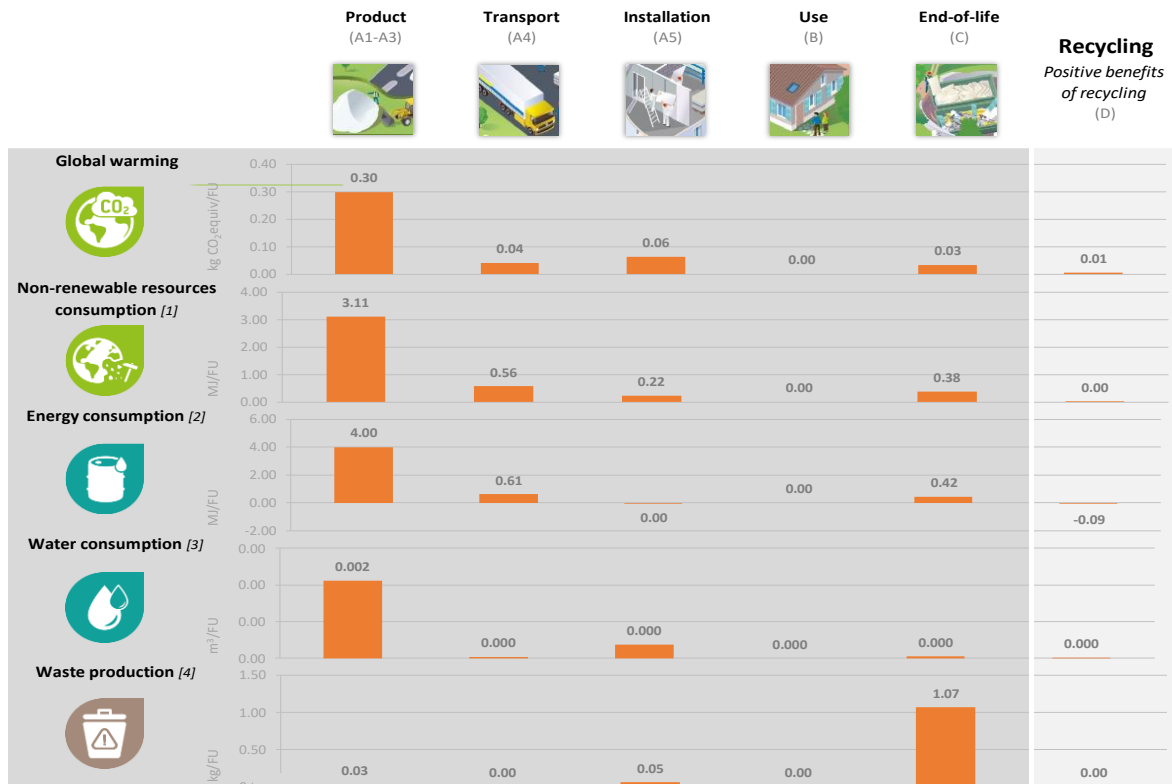 Product
(A1-A3)
Transport
(A4)
Installation
(A5)
Use
(B)
End-of-life
(C)
Recycling
Positive benefits
of recycling
(D)
Global warming
CO2
kg CO2equiv/FU
0.40
0.30
0.20
0.10
0.00
0.30
0.04
0.06
0.00
0.03
0.01
Non-renewable resources
consumption [1]
MJ/FU
4.00
3.00
2.00
1.00
0.00
3.11
0.56
0.22
0.00
0.38
0.00
Energy consumption [2]
MJ/FU
6.00
4.00
2.00
0.00
-2.00
4.00
0.61
0.00
0.00
0.42
-0.09
Water consumption [3]
m³/FU
0.00
0.00
0.00
0.00
0.002
0.000
0.000
0.000
0.000
0.000
Waste production [4]
kg/FU
1.50
1.00
0.50
0.03
0.00
0.05
0.00
1.07
0.00